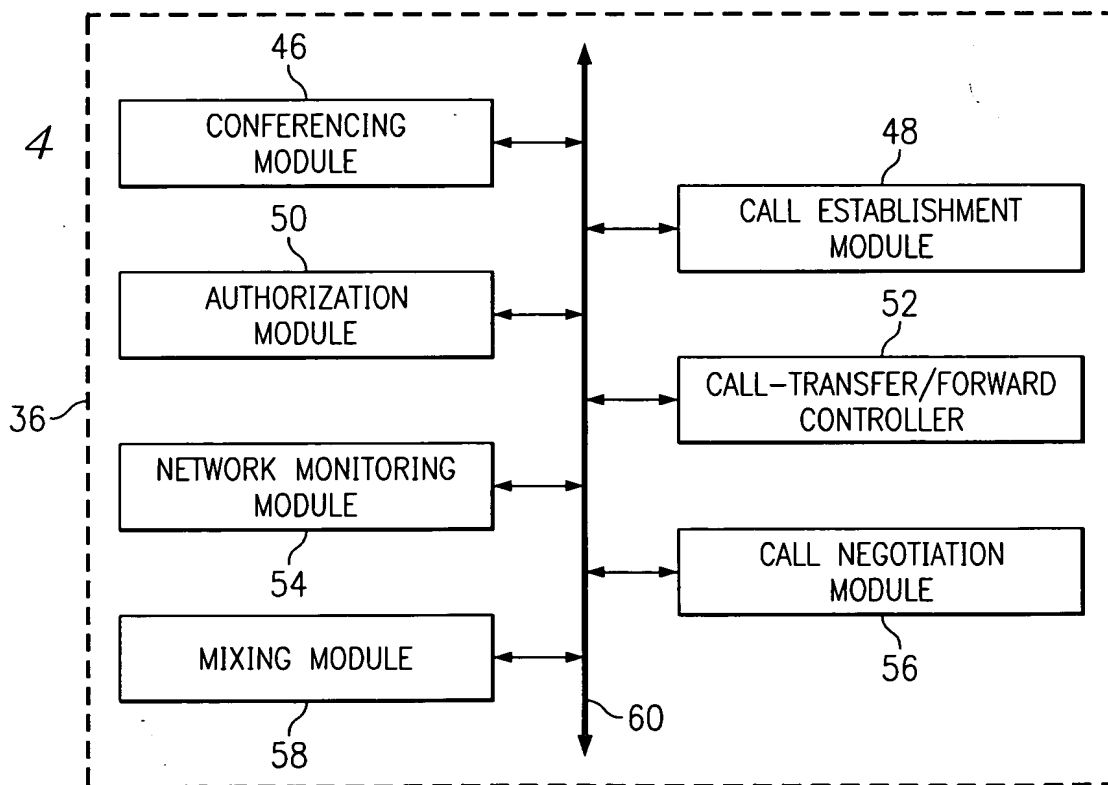 46
CONFERENCING
MODULE
4
48
CALL ESTABLISHMENT
MODULE
50
AUTHORIZATION
MODULE
52
CALL-TRANSFER/FORWARD
CONTROLLER
36
NETWORK MONITORING
MODULE
54
CALL NEGOTIATION
MODULE
56
MIXING MODULE
58
60